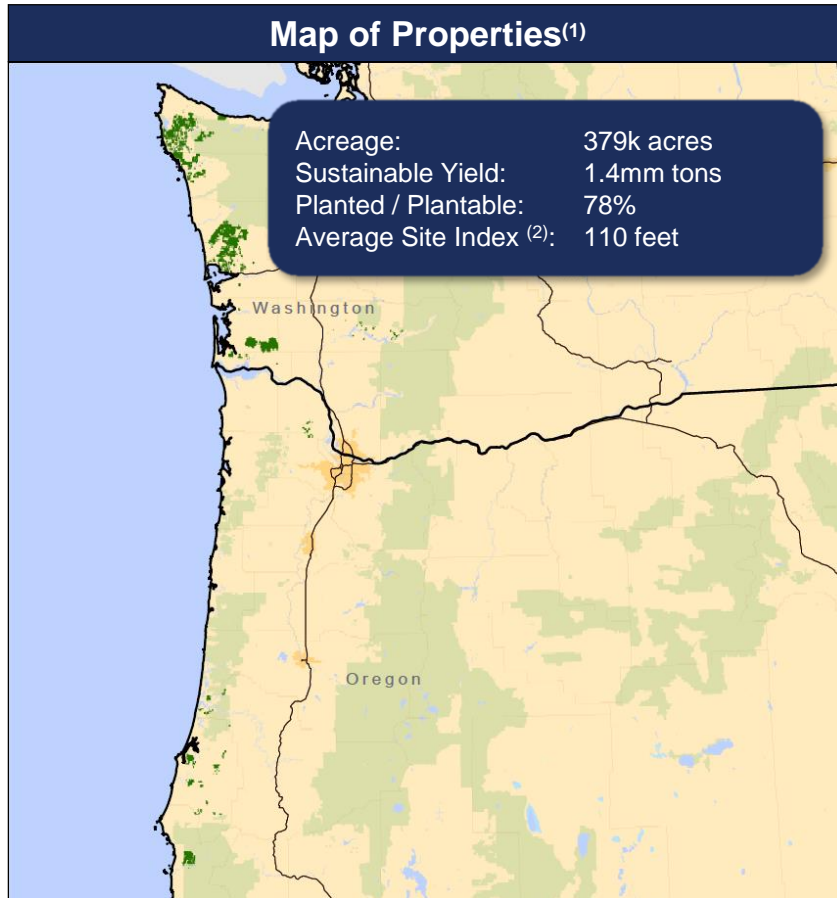 Map of Properties(1)
Acreage: 379k acres
Sustainable Yield: 1.4mm tons
Planted / Plantable: 78%
Average Site Index (2): 110 feet
Washington
Oregon